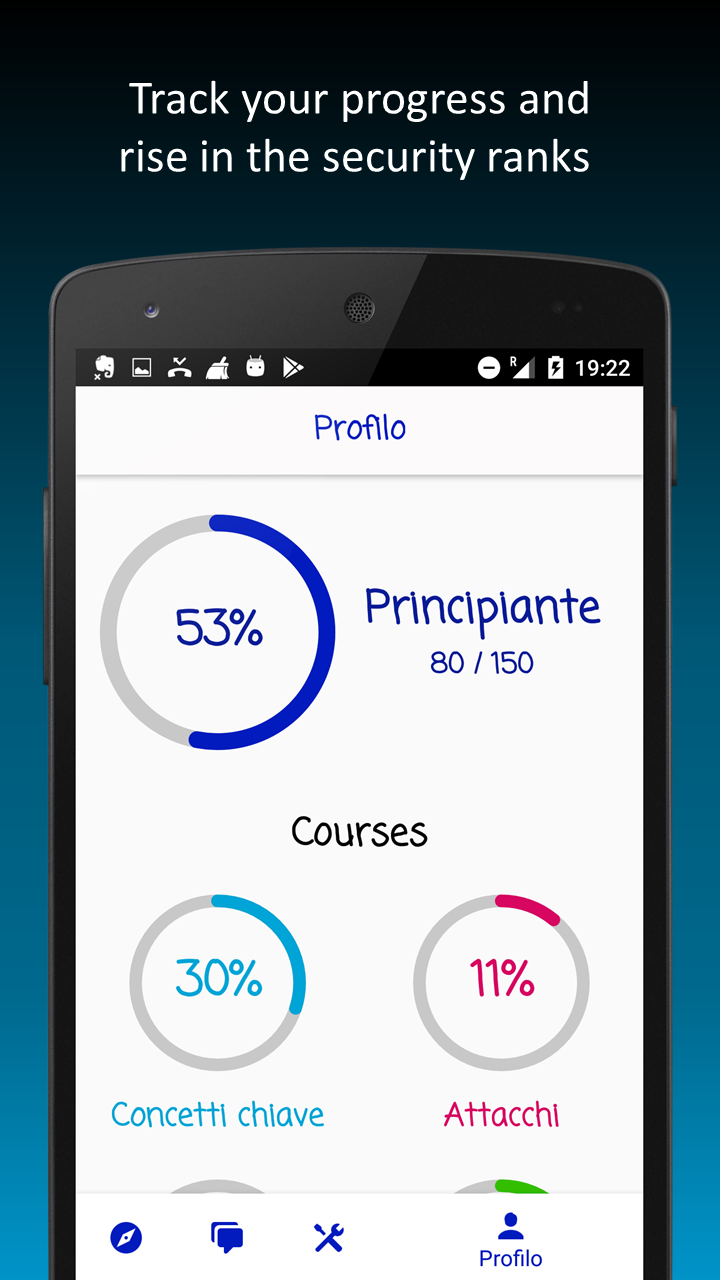 Track your progress and
rise in the security ranks
R
19:22
Profilo
53%
Principiante
80 / 150
Courses
30%
11%
Concetti chiave
Attacchi
Profilo